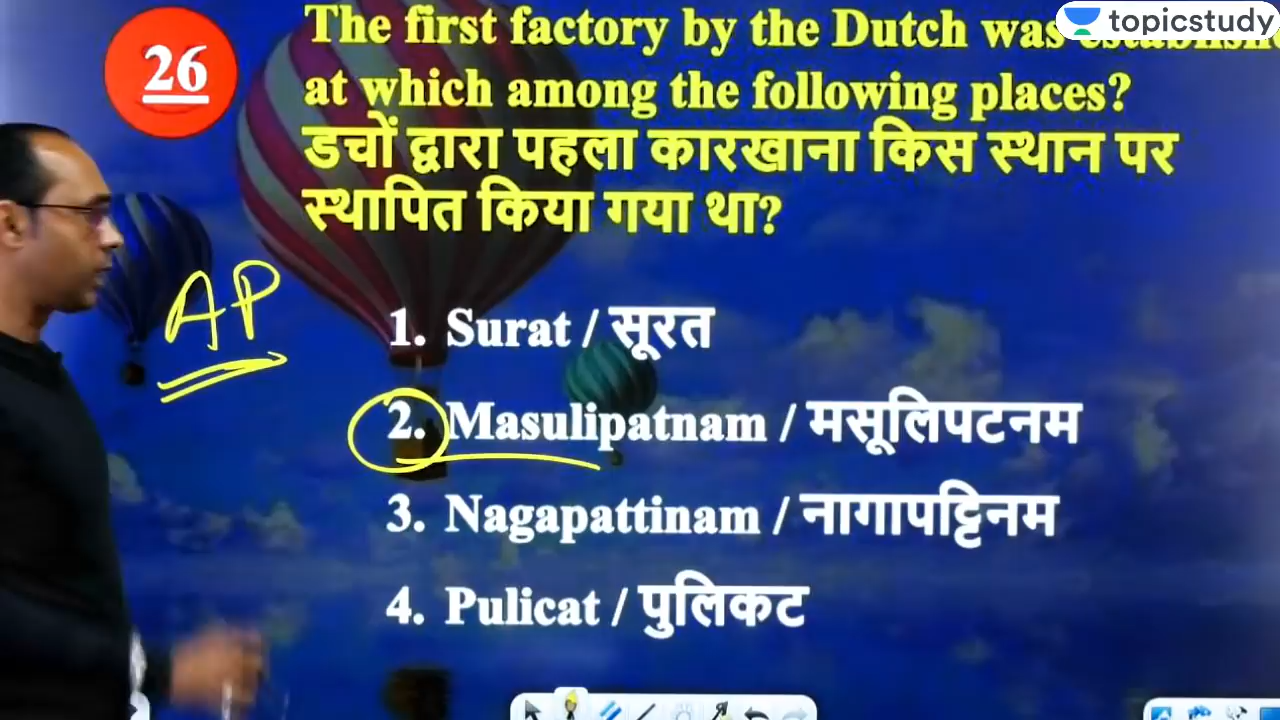 topicstudy
26
The first factory by the Dutch was
at which among the following places?
डचों द्वारा पहला कारखाना किस स्थान पर
स्थापित किया गया था?
AP
1. Surat / सूरत
2. Masulipatnam / मसूलिपटनम
3. Nagapattinam / नागापट्टिनम
4. Pulicat / पुलिकट